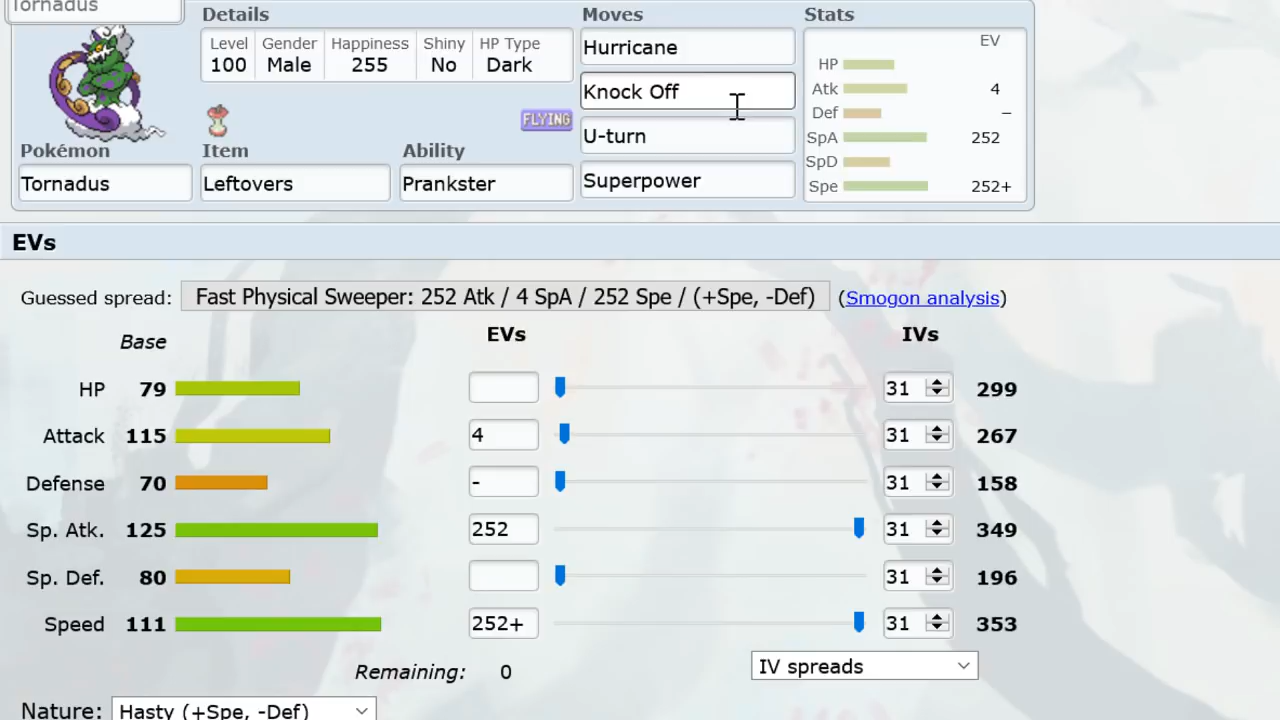 Tornadus
Details
Moves
Stats
Level Gender Happiness Shiny HP Type
100 Male 255 No Dark
Hurricane
Knock Off
U-turn
Superpower
EV
HP
Atk 4
Def –
SpA 252
SpD
Spe 252+
FLYING
Pokémon Item Ability
Tornadus Leftovers Prankster
EVs
Guessed spread: Fast Physical Sweeper: 252 Atk / 4 SpA / 252 Spe / (+Spe, -Def) (Smogon analysis)
Base EVs IVs
HP 79 31 299
Attack 115 4 31 267
Defense 70 - 31 158
Sp. Atk. 125 252 31 349
Sp. Def. 80 31 196
Speed 111 252+ 31 353
Remaining: 0 IV spreads
Nature: Hasty (+Spe, -Def)